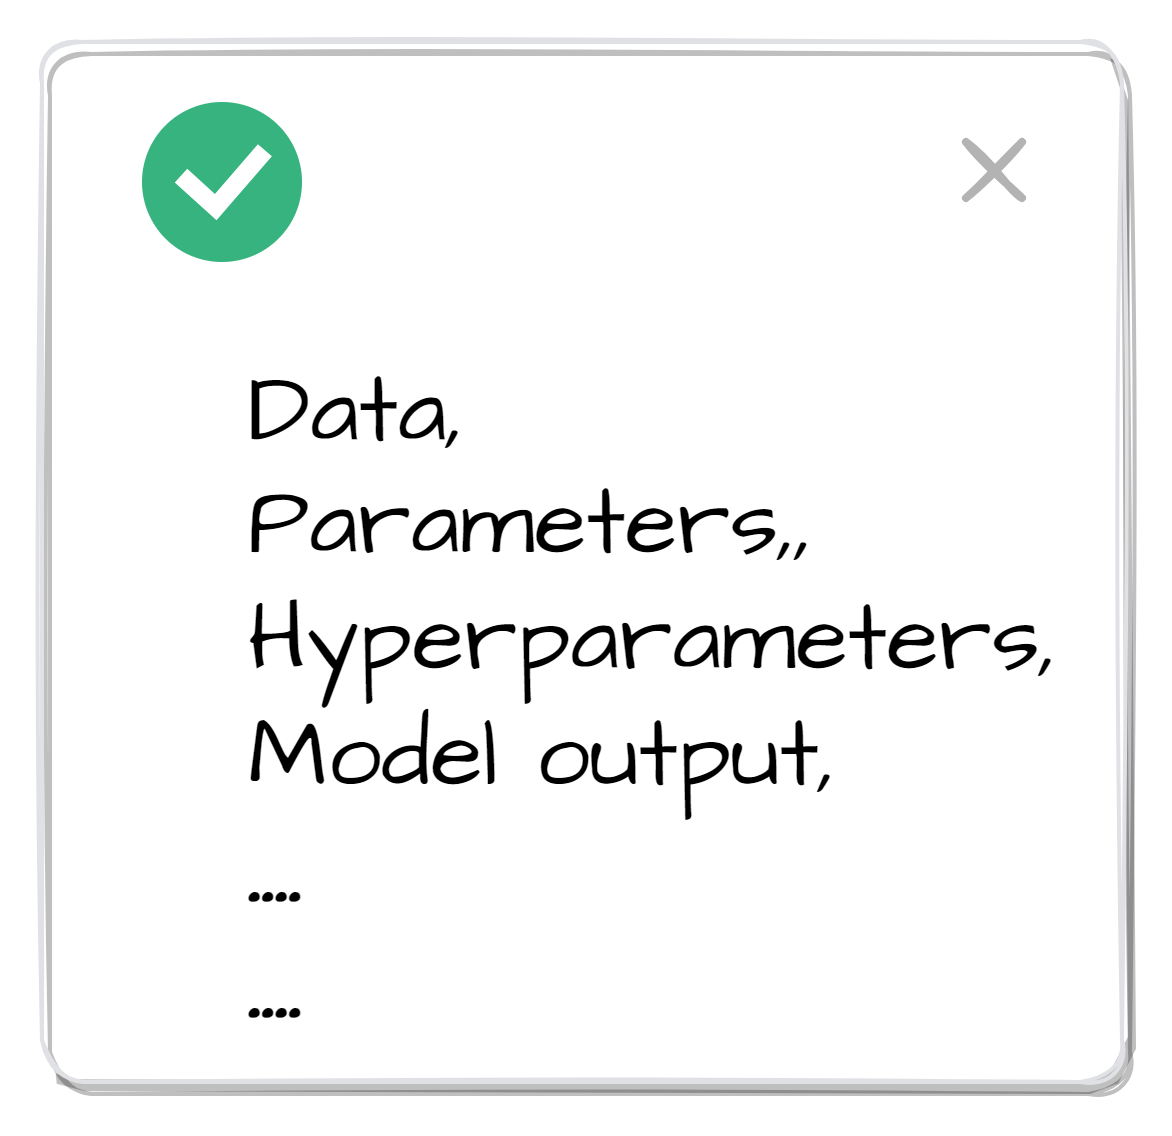 Data,
Parameters,,
Hyperparameters,
Model output,
....
....